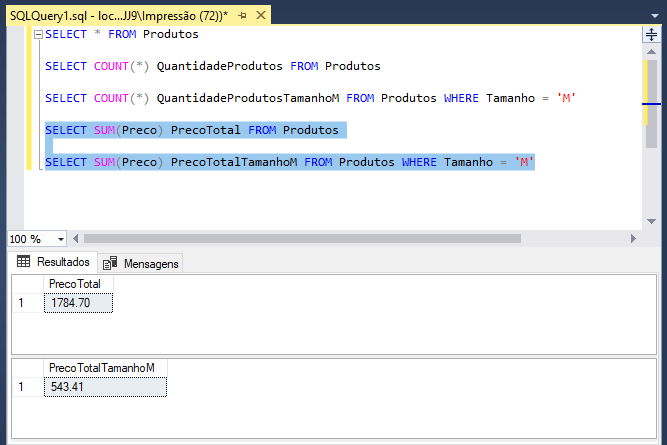 SQLQuery1.sql - loc...JJ9\Impressão (72))*
SELECT * FROM Produtos
SELECT COUNT(*) QuantidadeProdutos FROM Produtos
SELECT COUNT(*) QuantidadeProdutosTamanhoM FROM Produtos WHERE Tamanho = 'M'
SELECT SUM(Preco) PrecoTotal FROM Produtos
SELECT SUM(Preco) PrecoTotalTamanhoM FROM Produtos WHERE Tamanho = 'M'
100 %
Resultados Mensagens
PrecoTotal
1 1784.70
PrecoTotalTamanhoM
1 543.41